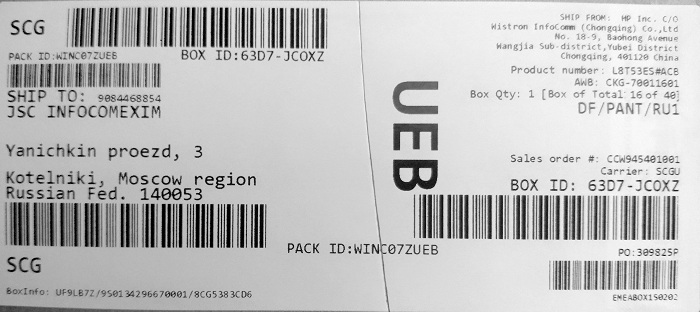 SCG
PACK ID:WINC07ZUEB
BOX ID:63D7-JCOXZ
SHIP TO: 9084468854
JSC INFOCOMEXIM
Yanichkin proezd, 3
Kotelniki, Moscow region
Russian Fed. 140053
PACK ID:WINC07ZUEB
SCG
BoxInfo: UF9LB7Z/9S0134296670001/8CG5383CD6
UEB
SHIP FROM: HP Inc. C/O
Wistron InfoComm (Chongqing) Co.,Ltd
No. 18-9, Baohong Avenue
Wangjia Sub-district,Yubei District
Chongqing, 401120 China
Product number: L8T53ES#ACB
AWB: CKG-70011601
Box Qty: 1 [Box of Total: 16 of 40]
DF/PANT/RU1
Sales order #: CCW945401001
Carrier: SCGU
BOX ID: 63D7-JCOXZ
PO:309825P
EMEABOX150202